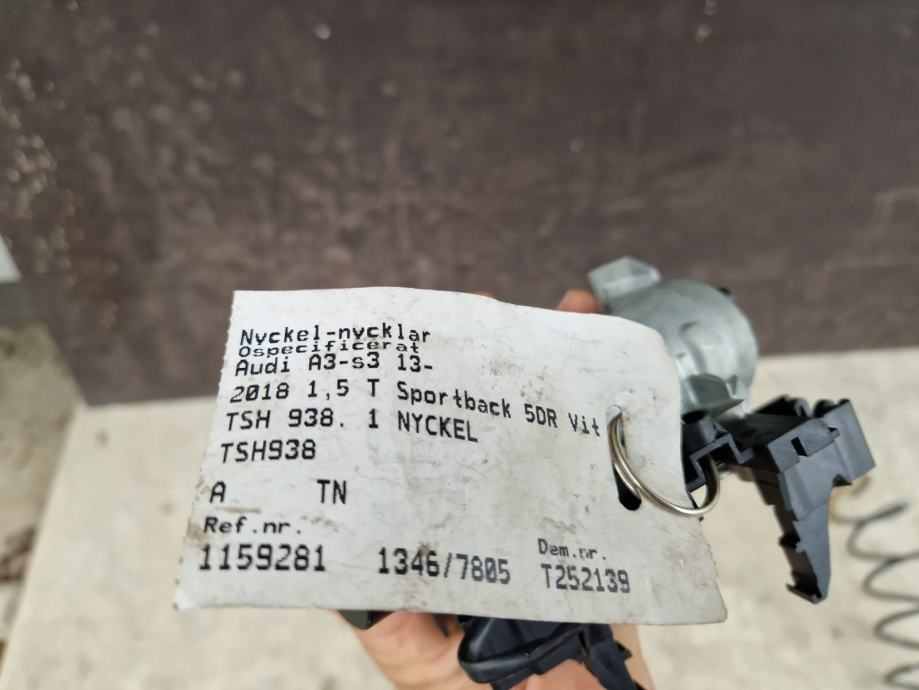 Nyckel-nycklar
Ospecificerat
Audi A3-s3 13-
2018 1,5 T Sportback 5DR Vit
TSH 938. 1 NYCKEL
TSH938
A TN
Ref.nr.
1159281 1346/7805
Dem.nr.
T252139